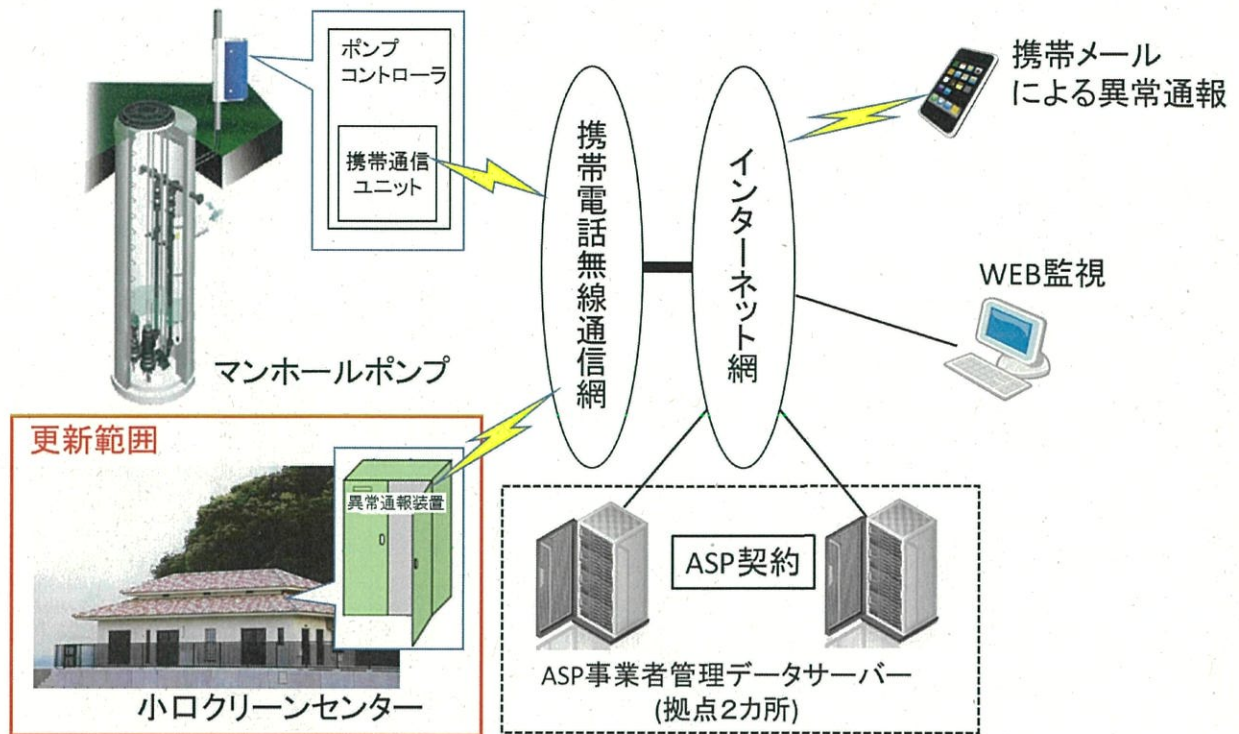 ポンプ
コントローラ
携帯通信
ユニット
マンホールポンプ
携帯電話無線通信網
インターネット網
携帯メール
による異常通報
WEB監視
更新範囲
異常通報装置
小口クリーンセンター
ASP契約
ASP事業者管理データサーバー
(拠点2カ所)